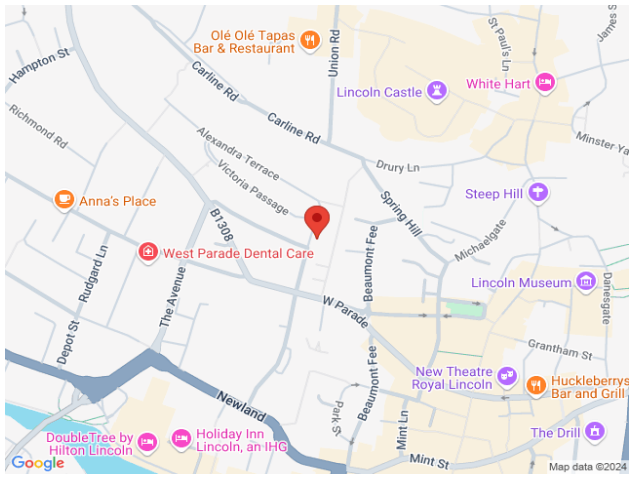 Olé Olé Tapas
Bar & Restaurant
Union Rd
St Paul's Ln
James S
Hampton St
Carline Rd
Lincoln Castle
White Hart
Richmond Rd
Alexandra Terrace
Carline Rd
Minster Ya
Drury Ln
Victoria Passage
Steep Hill
Anna's Place
Spring Hill
B1308
Michaelgate
West Parade Dental Care
Beaumont Fee
Rudgard Ln
The Avenue
Lincoln Museum
Danesgate
W Parade
Depot St
Grantham St
Beaumont Fee
New Theatre
Royal Lincoln
Huckleberrys
Bar and Grill
Newland
Park St
Mint Ln
The Drill
DoubleTree by
Hilton Lincoln
Holiday Inn
Lincoln, an IHG
Mint St
Google
Map data ©2024